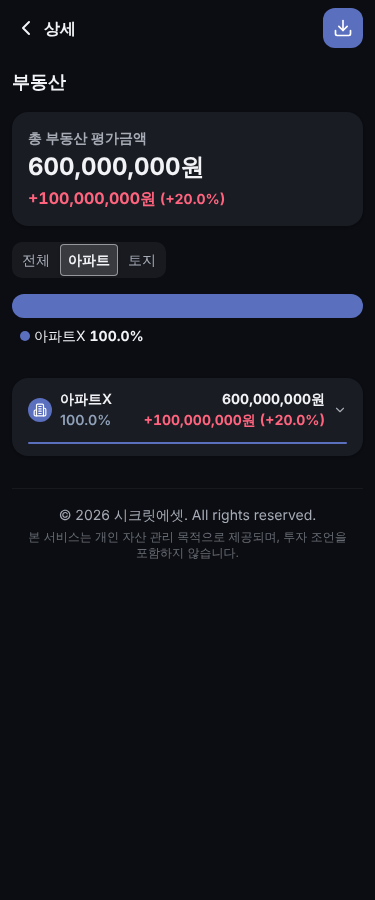 상세
부동산
총 부동산 평가금액
600,000,000원
+100,000,000원 (+20.0%)
전체 아파트 토지
아파트X 100.0%
아파트X 600,000,000원
100.0% +100,000,000원 (+20.0%)
© 2026 시크릿에셋. All rights reserved.
본 서비스는 개인 자산 관리 목적으로 제공되며, 투자 조언을
포함하지 않습니다.